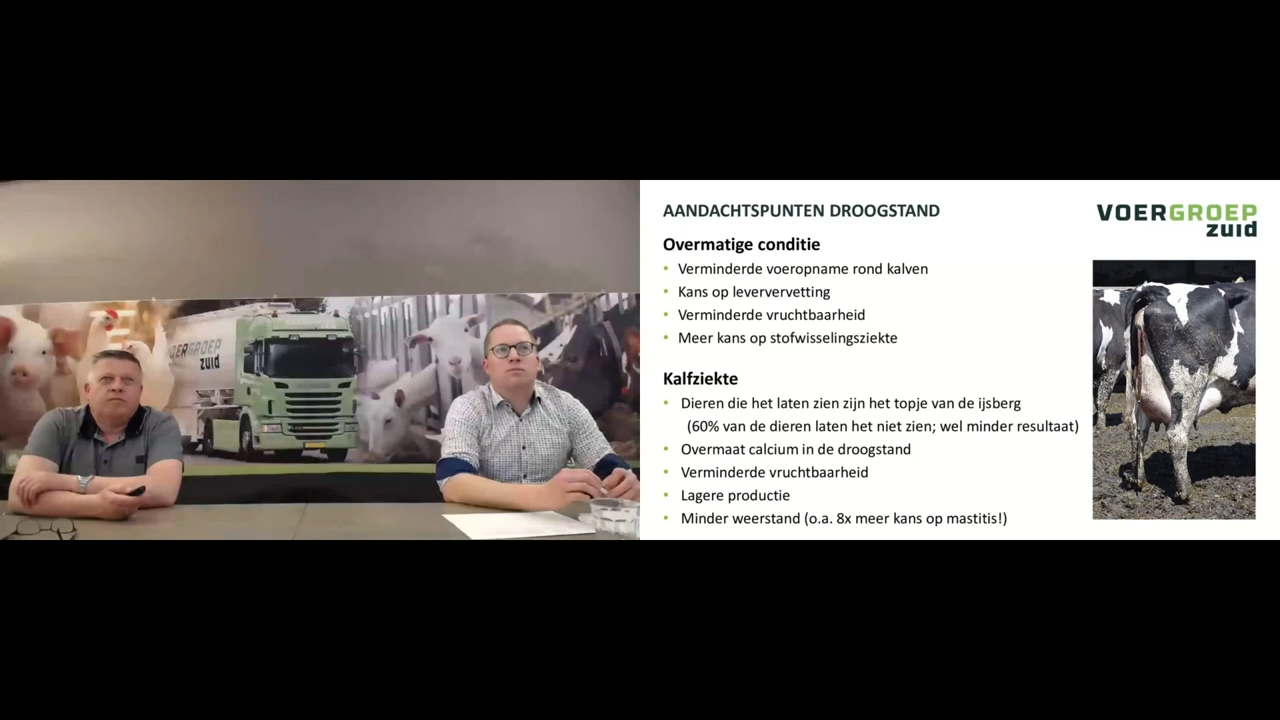 VOERGROEP
zuid
AANDACHTSPUNTEN DROOGSTAND
VOERGROEP
zuid
Overmatige conditie
• Verminderde voeropname rond kalven
• Kans op leververvetting
• Verminderde vruchtbaarheid
• Meer kans op stofwisselingsziekte
Kalfziekte
• Dieren die het laten zien zijn het topje van de ijsberg
(60% van de dieren laten het niet zien; wel minder resultaat)
• Overmaat calcium in de droogstand
• Verminderde vruchtbaarheid
• Lagere productie
• Minder weerstand (o.a. 8x meer kans op mastitis!)